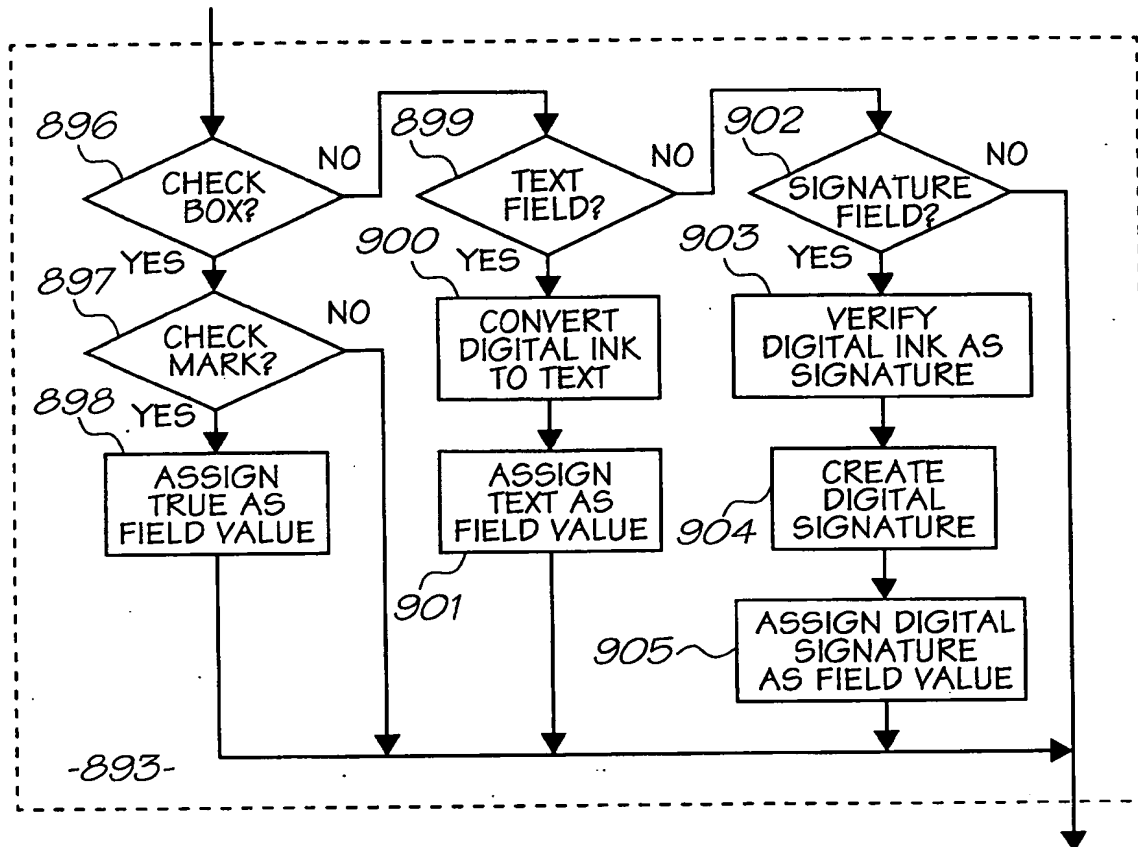 896
CHECK
BOX?
NO
YES
897
CHECK
MARK?
NO
YES
898
ASSIGN
TRUE AS
FIELD VALUE
899
TEXT
FIELD?
NO
YES
900
CONVERT
DIGITAL INK
TO TEXT
ASSIGN
TEXT AS
FIELD VALUE
901
902
SIGNATURE
FIELD?
NO
YES
903
VERIFY
DIGITAL INK AS
SIGNATURE
CREATE
DIGITAL
SIGNATURE
904
ASSIGN DIGITAL
SIGNATURE
AS FIELD VALUE
905
-893-